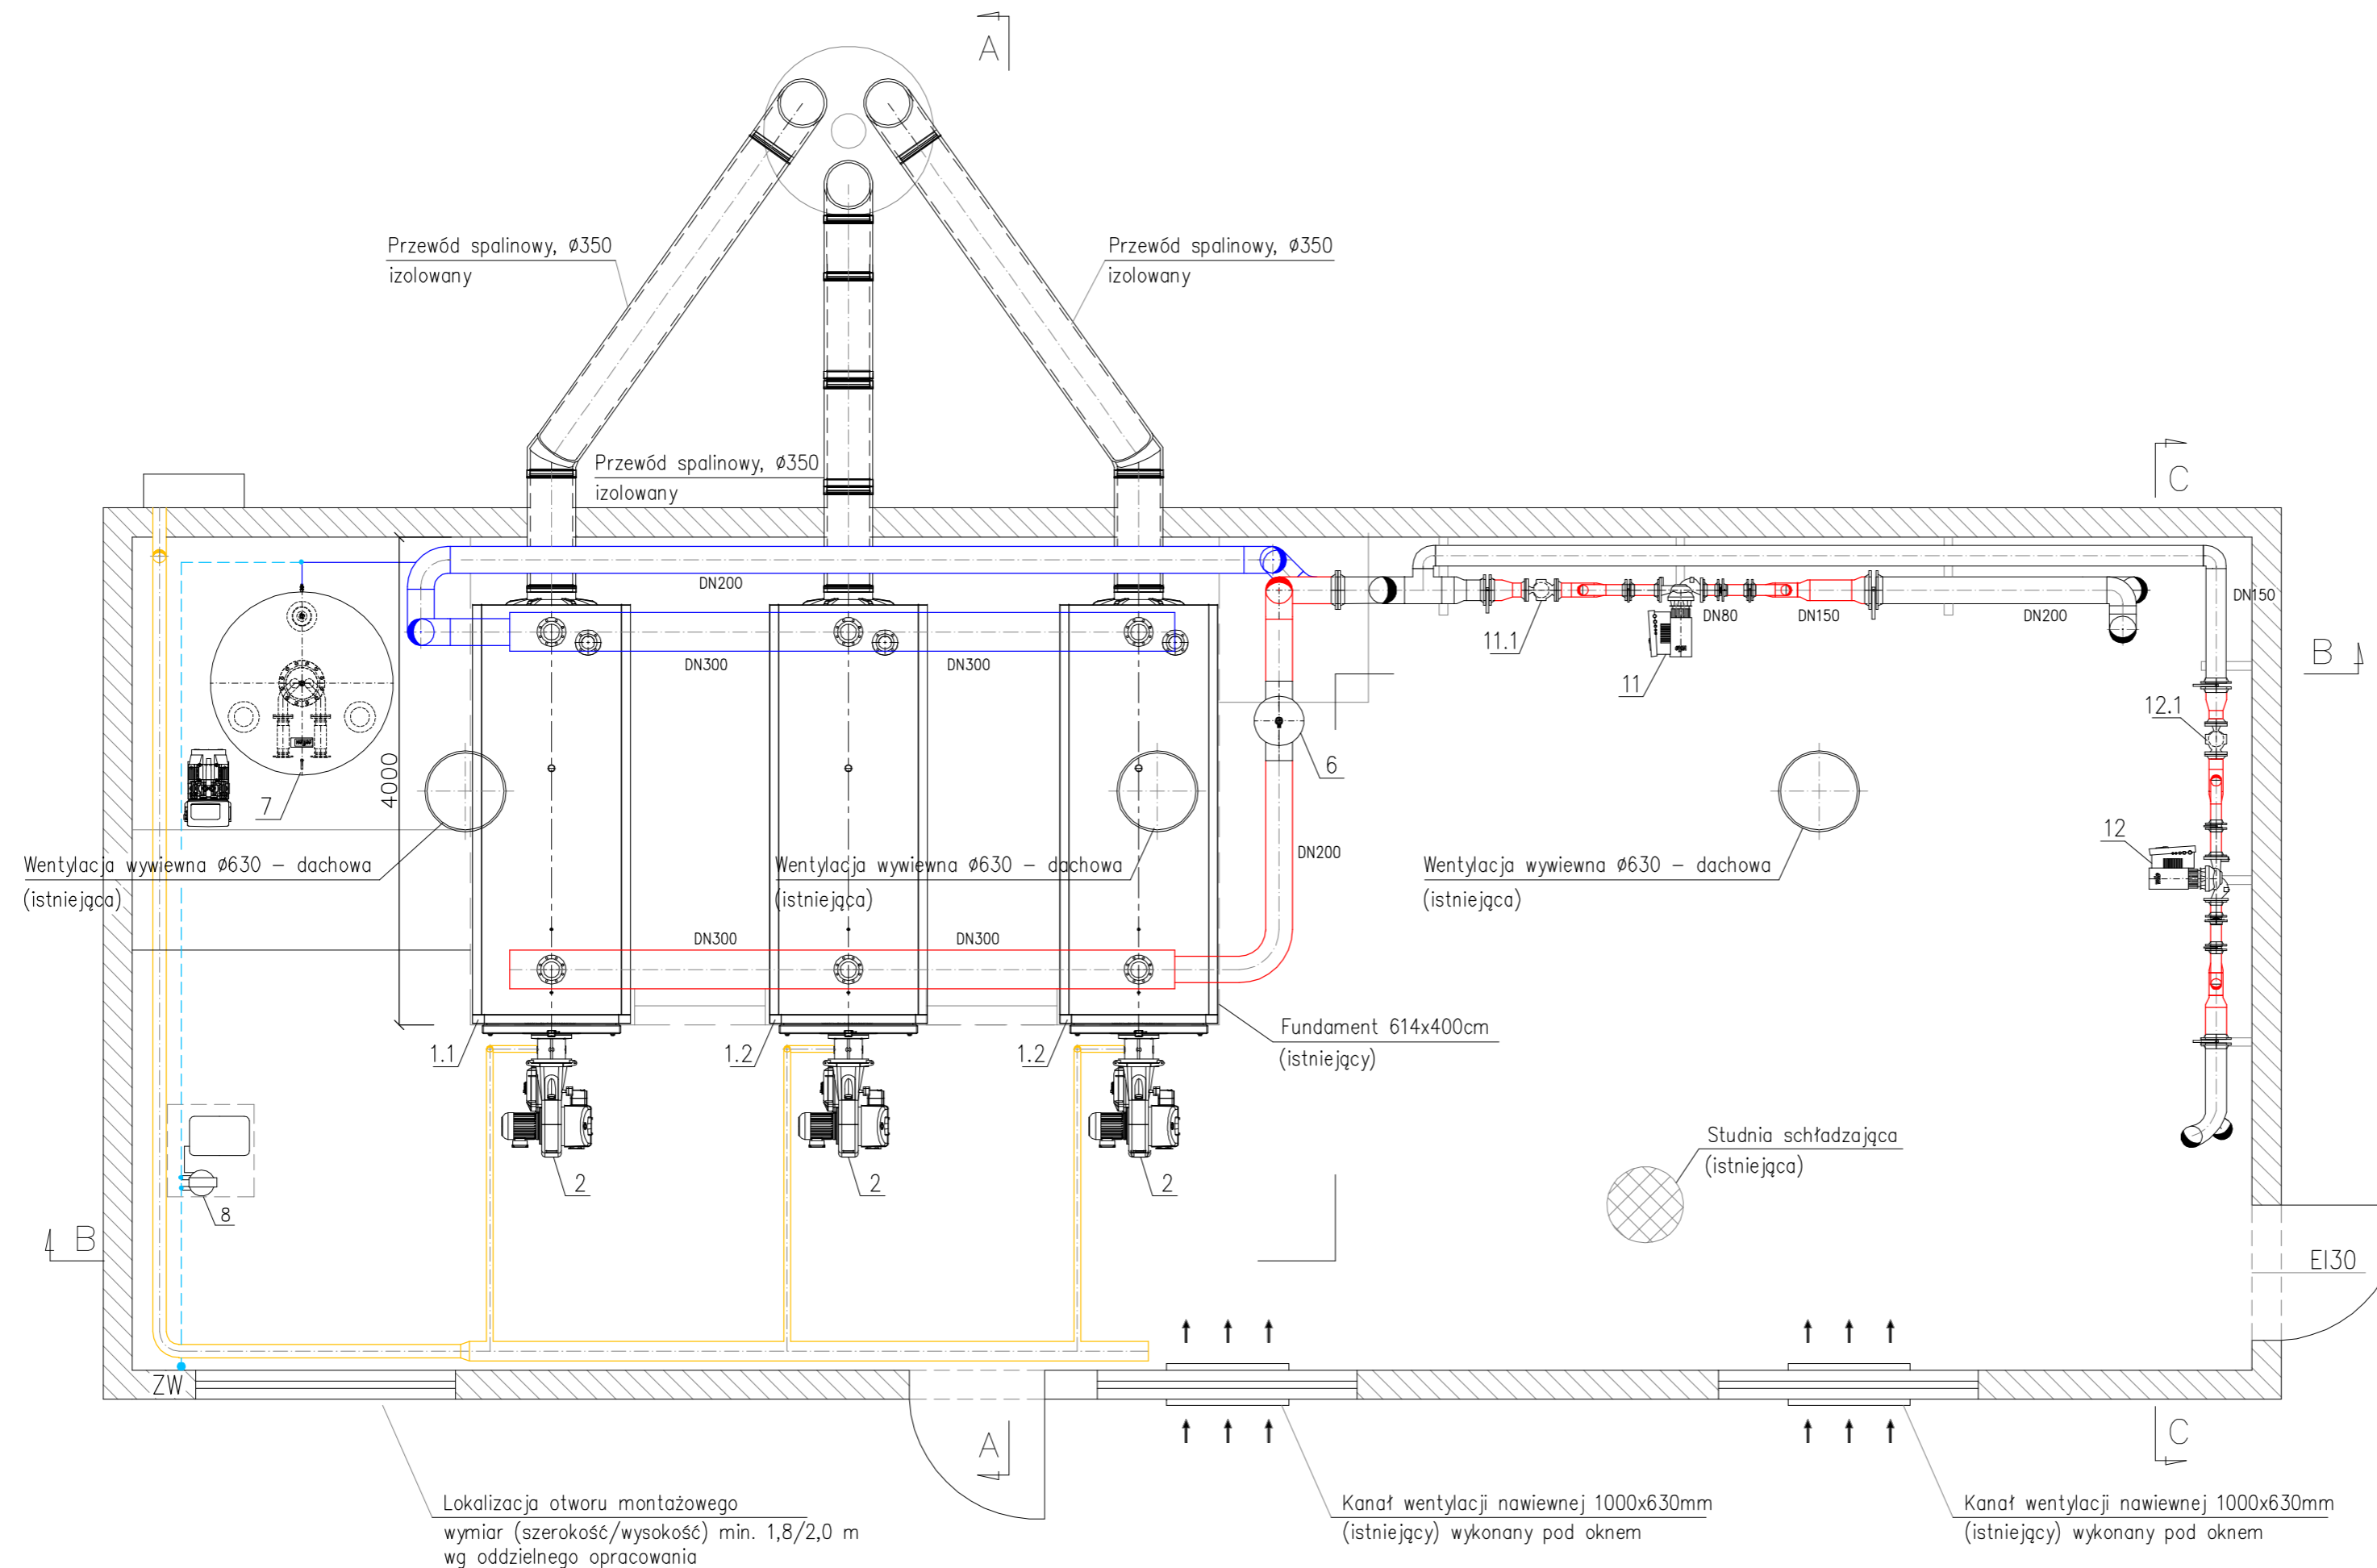 A
Przewód spalinowy, Ø350
izolowany
Przewód spalinowy, Ø350
izolowany
Przewód spalinowy, Ø350
izolowany
C
DN200
DN80
DN150
DN200
DN150
11.1
11
B
DN300
DN300
12.1
6
4000
7
12
DN200
Wentylacja wywiewna Ø630 – dachowa
(istniejąca)
Wentylacja wywiewna Ø630 – dachowa
(istniejąca)
Wentylacja wywiewna Ø630 – dachowa
(istniejąca)
DN300
DN300
Fundament 614x400cm
(istniejący)
1.1
1.2
1.2
Studnia schładzająca
(istniejąca)
2
2
2
8
B
EI30
ZW
A
C
Lokalizacja otworu montażowego
wymiar (szerokość/wysokość) min. 1,8/2,0 m
wg oddzielnego opracowania
Kanał wentylacji nawiewnej 1000x630mm
(istniejący) wykonany pod oknem
Kanał wentylacji nawiewnej 1000x630mm
(istniejący) wykonany pod oknem